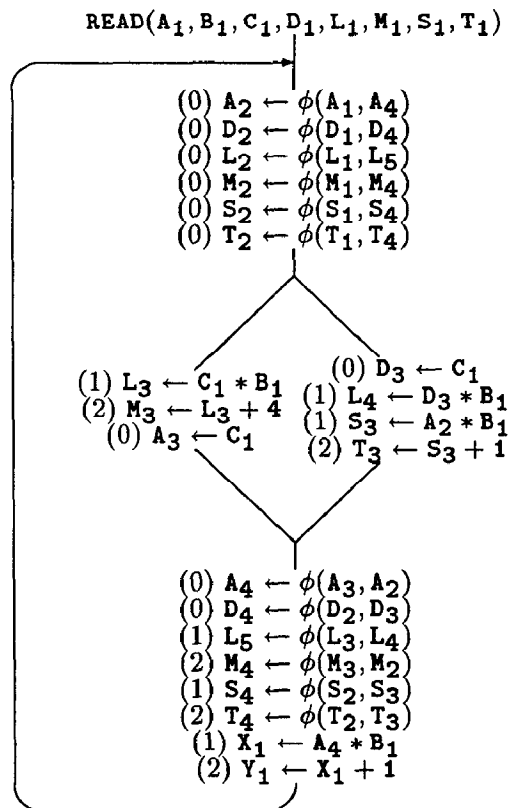 READ(A₁, B₁, C₁, D₁, L₁, M₁, S₁, T₁)
(0) A₂ ← ϕ(A₁, A₄)
(0) D₂ ← ϕ(D₁, D₄)
(0) L₂ ← ϕ(L₁, L₅)
(0) M₂ ← ϕ(M₁, M₄)
(0) S₂ ← ϕ(S₁, S₄)
(0) T₂ ← ϕ(T₁, T₄)
(1) L₃ ← C₁ * B₁
(2) M₃ ← L₃ + 4
(0) A₃ ← C₁
(0) D₃ ← C₁
(1) L₄ ← D₃ * B₁
(1) S₃ ← A₂ * B₁
(2) T₃ ← S₃ + 1
(0) A₄ ← ϕ(A₃, A₂)
(0) D₄ ← ϕ(D₂, D₃)
(1) L₅ ← ϕ(L₃, L₄)
(2) M₄ ← ϕ(M₃, M₂)
(1) S₄ ← ϕ(S₂, S₃)
(2) T₄ ← ϕ(T₂, T₃)
(1) X₁ ← A₄ * B₁
(2) Y₁ ← X₁ + 1